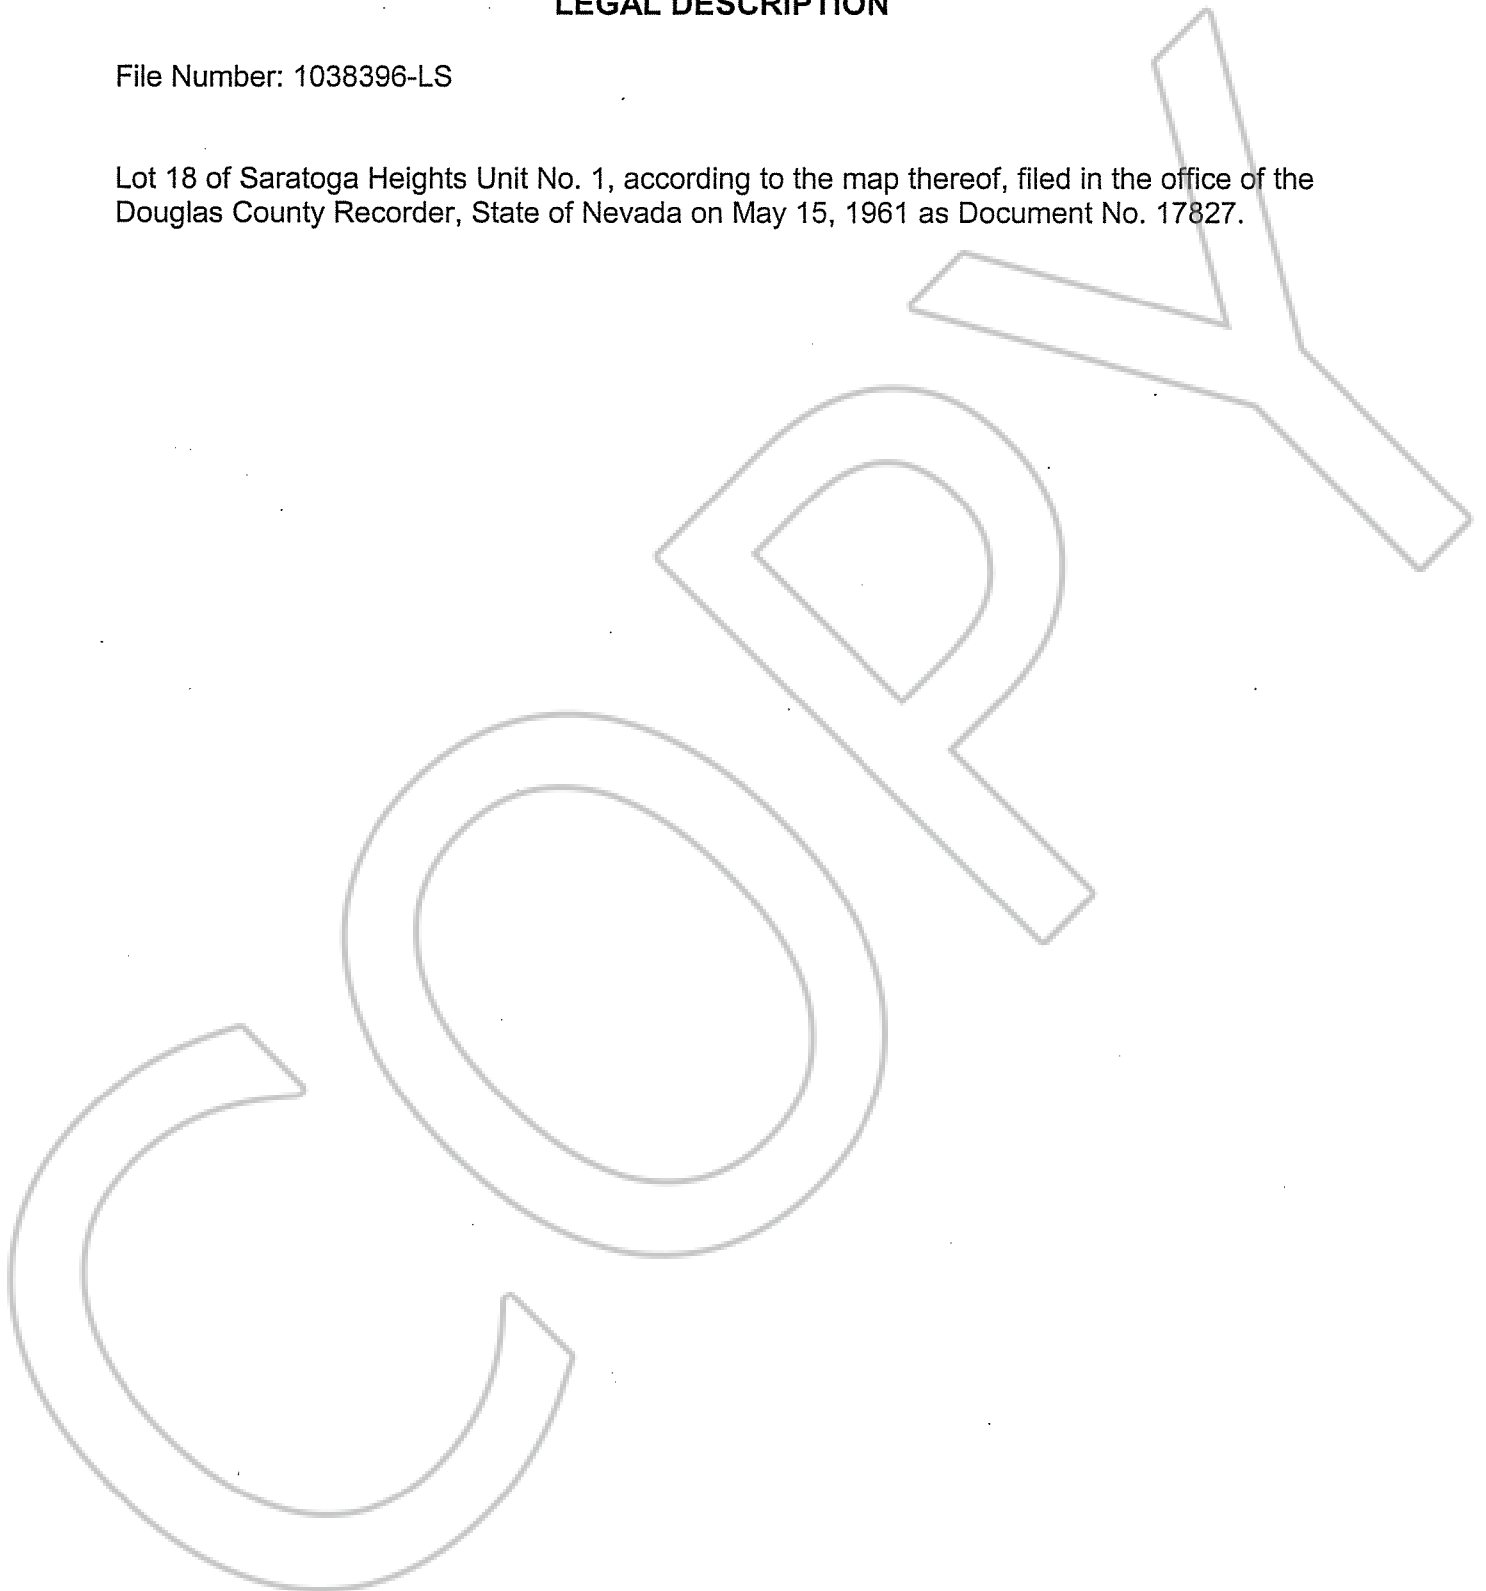 LEGAL DESCRIPTION
File Number: 1038396-LS
Lot 18 of Saratoga Heights Unit No. 1, according to the map thereof, filed in the office of the
Douglas County Recorder, State of Nevada on May 15, 1961 as Document No. 17827.
COPY